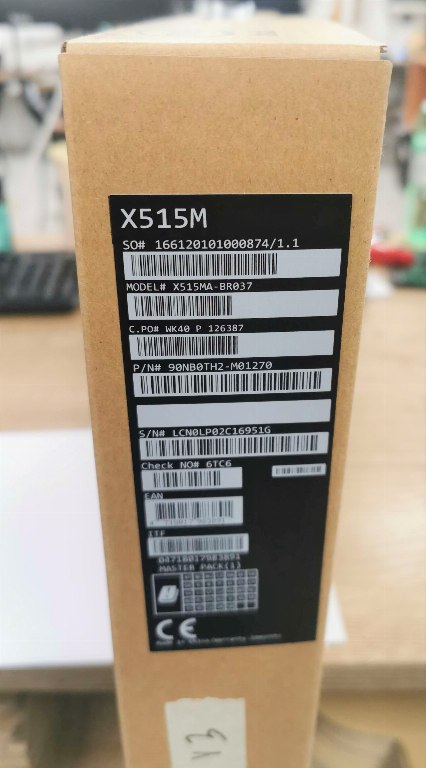 X515M
SO# 166120101000874/1.1
MODEL# X515MA-BR037
C.PO# WK40 P 126387
P/N# 90NB0TH2-M01270
S/N# LCN0LP02C16951G
Check NO# 6TC6
EAN
ITF
04718017903891
MASTER PACK(1)
CE